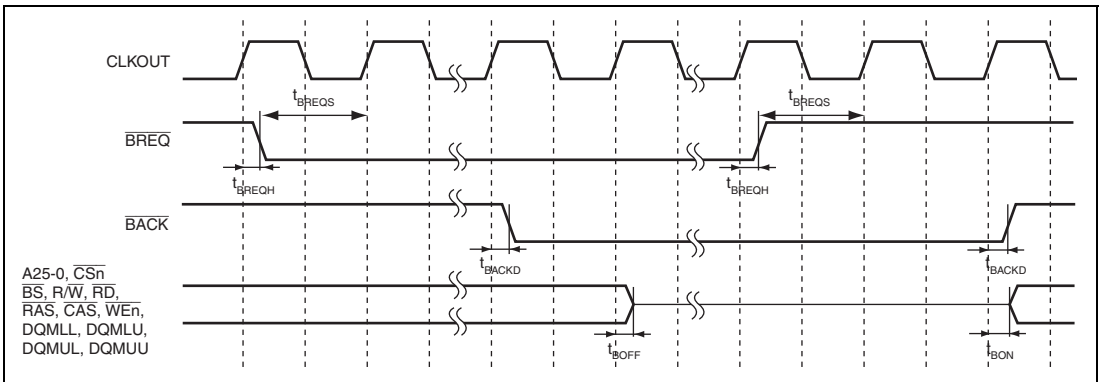 CLKOUT
tBREQS
tBREQS
BREQ
tBREQH
tBREQH
BACK
tBACKD
tBACKD
A25-0, CSn
BS, R/W, RD,
RAS, CAS, WEn,
DQMLL, DQMLU,
DQMUL, DQMUU
tBOFF
tBON